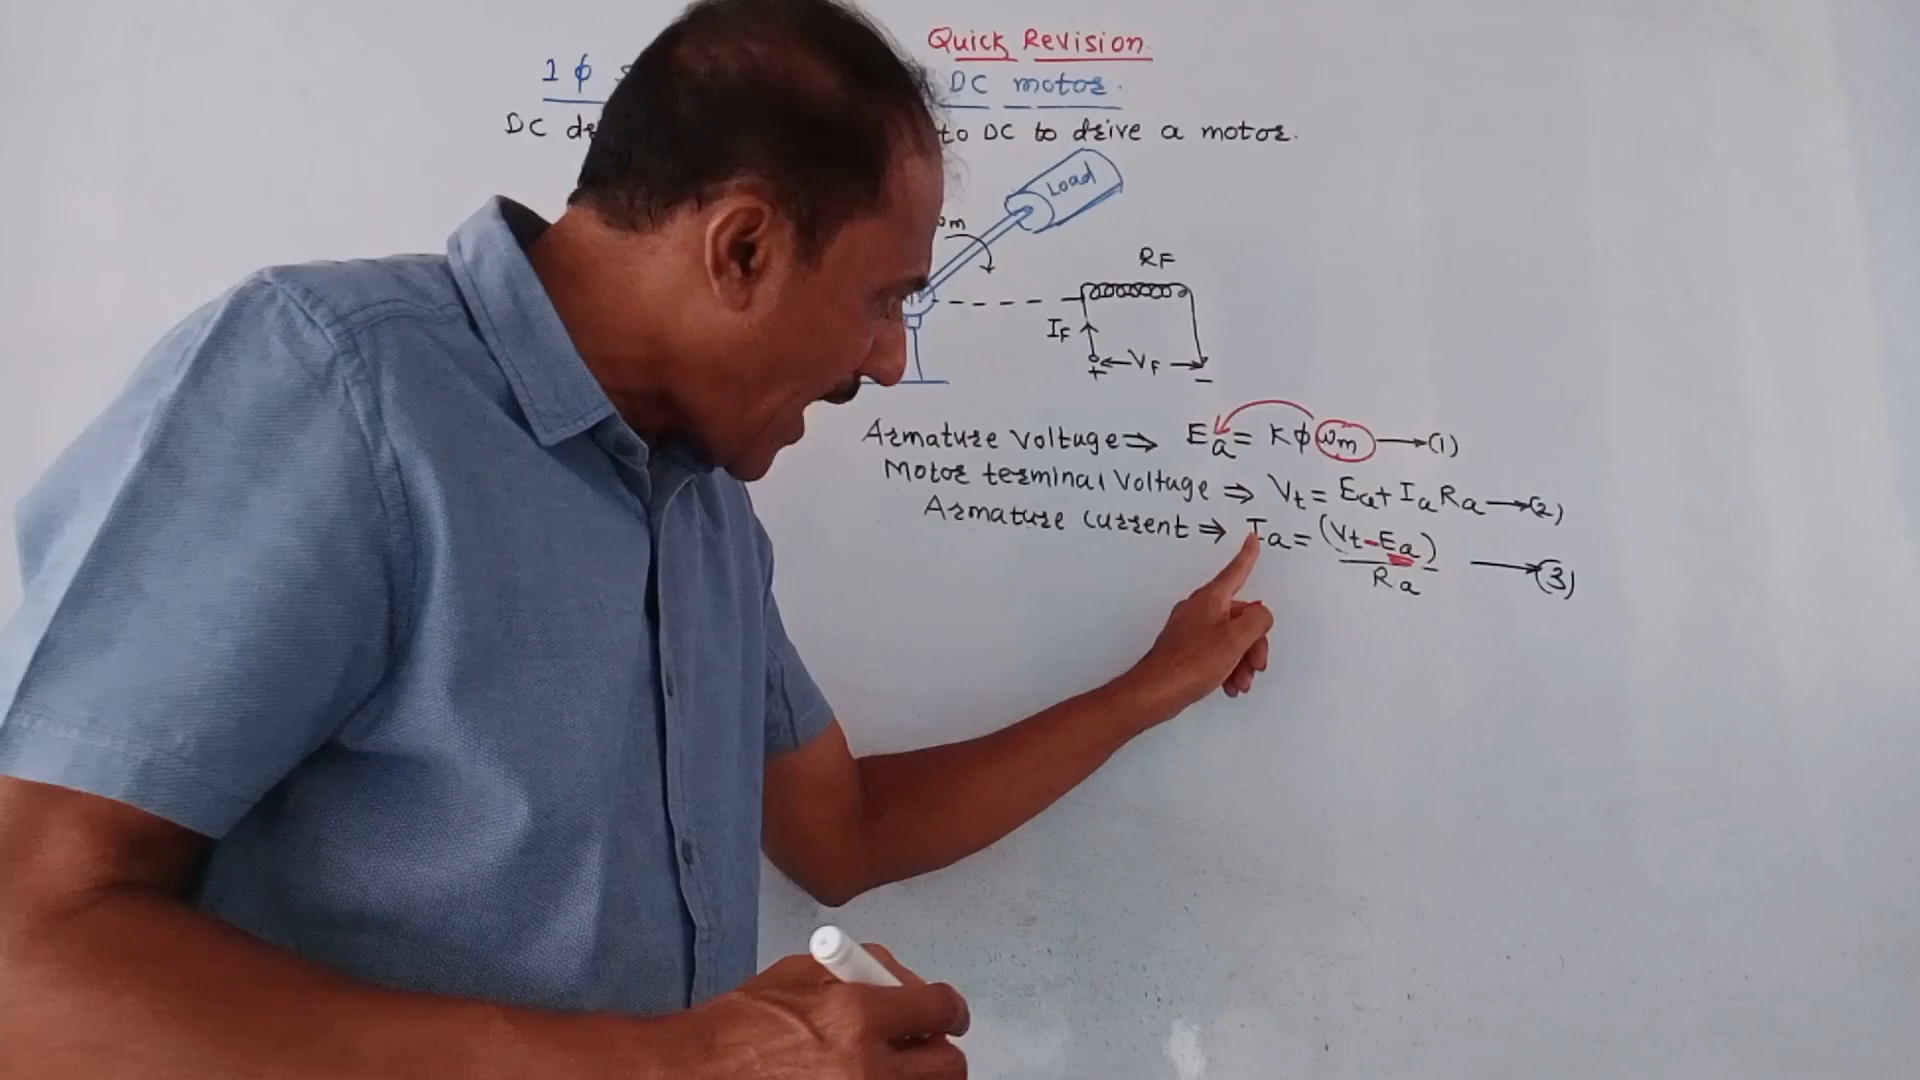 Quick Revision
1 ϕ DC motor.
DC to DC to drive a motor.
Load
ωm
RF
IF
VF
+ -
Armature Voltage ⇒ Ea = Kϕωm → (1)
Motor terminal Voltage ⇒ Vt = Ea + IaRa → (2)
Armature current ⇒ Ia = (Vt - Ea) / Ra → (3)